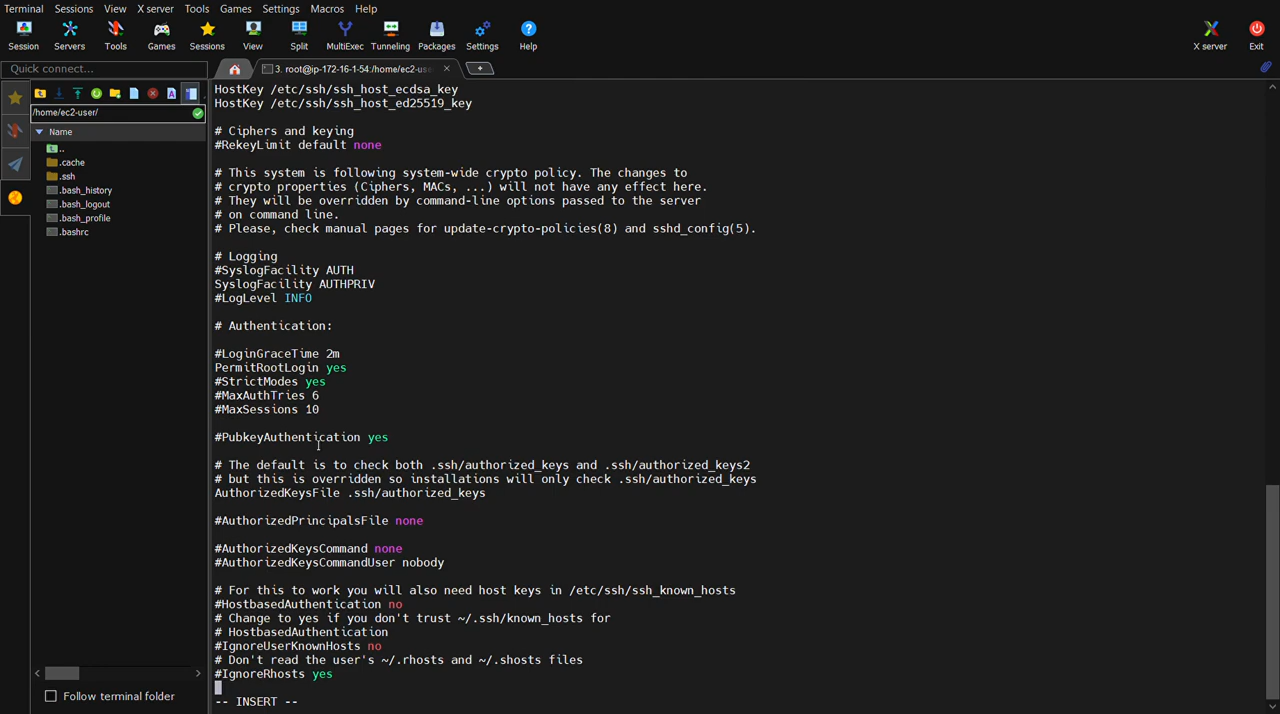 Terminal Sessions View X server Tools Games Settings Macros Help
Session Servers Tools Games Sessions View Split MultiExec Tunneling Packages Settings Help X server Exit
Quick connect...
3. root@ip-172-16-1-54:/home/ec2-use
/home/ec2-user/
Name
..
.cache
.ssh
.bash_history
.bash_logout
.bash_profile
.bashrc
Follow terminal folder
HostKey /etc/ssh/ssh_host_ecdsa_key
HostKey /etc/ssh/ssh_host_ed25519_key
# Ciphers and keying
#RekeyLimit default none
# This system is following system-wide crypto policy. The changes to
# crypto properties (Ciphers, MACs, ...) will not have any effect here.
# They will be overridden by command-line options passed to the server
# on command line.
# Please, check manual pages for update-crypto-policies(8) and sshd_config(5).
# Logging
#SyslogFacility AUTH
SyslogFacility AUTHPRIV
#LogLevel INFO
# Authentication:
#LoginGraceTime 2m
PermitRootLogin yes
#StrictModes yes
#MaxAuthTries 6
#MaxSessions 10
#PubkeyAuthentication yes
# The default is to check both .ssh/authorized_keys and .ssh/authorized_keys2
# but this is overridden so installations will only check .ssh/authorized_keys
AuthorizedKeysFile .ssh/authorized_keys
#AuthorizedPrincipalsFile none
#AuthorizedKeysCommand none
#AuthorizedKeysCommandUser nobody
# For this to work you will also need host keys in /etc/ssh/ssh_known_hosts
#HostbasedAuthentication no
# Change to yes if you don't trust ~/.ssh/known_hosts for
# HostbasedAuthentication
#IgnoreUserKnownHosts no
# Don't read the user's ~/.rhosts and ~/.shosts files
#IgnoreRhosts yes
-- INSERT --